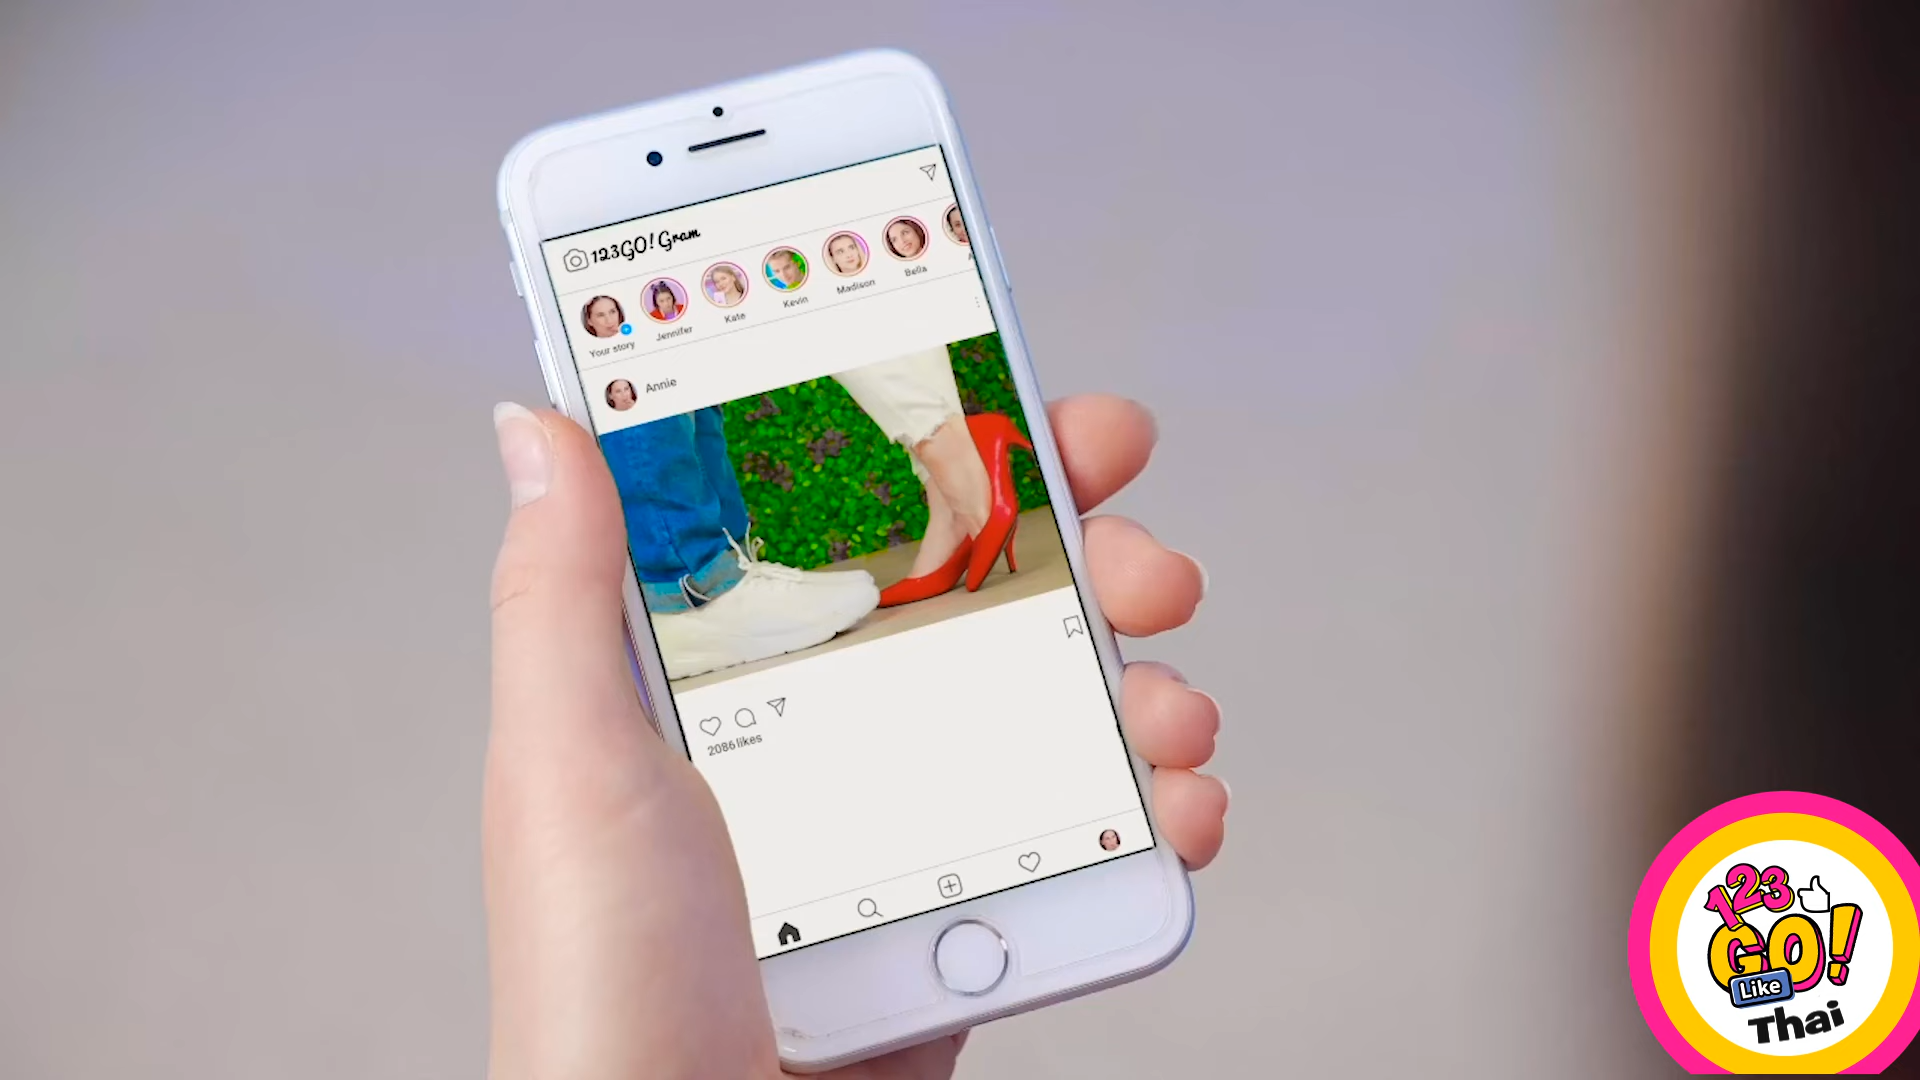 123GO! Gram
Your story
Jennifer
Kate
Kevin
Madison
Bella
A
Annie
2086 likes
123
GO!
Like
Thai